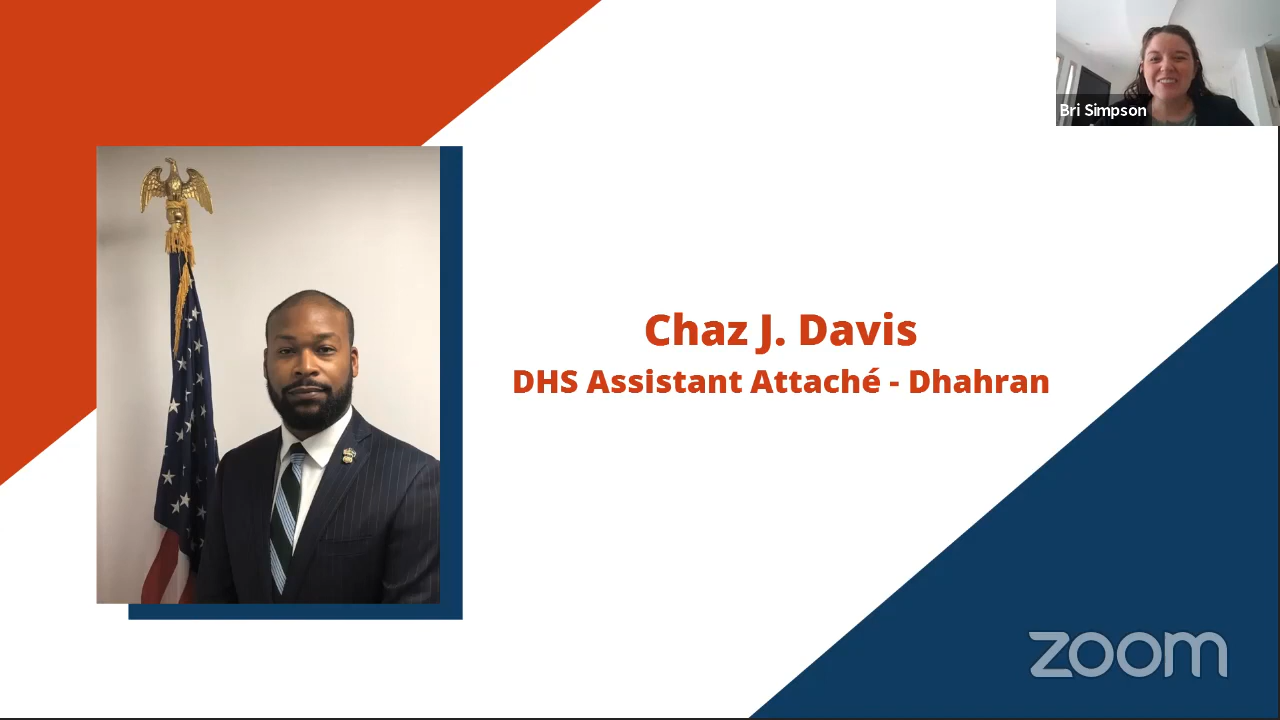 Bri Simpson
Chaz J. Davis
DHS Assistant Attaché - Dhahran
zoom